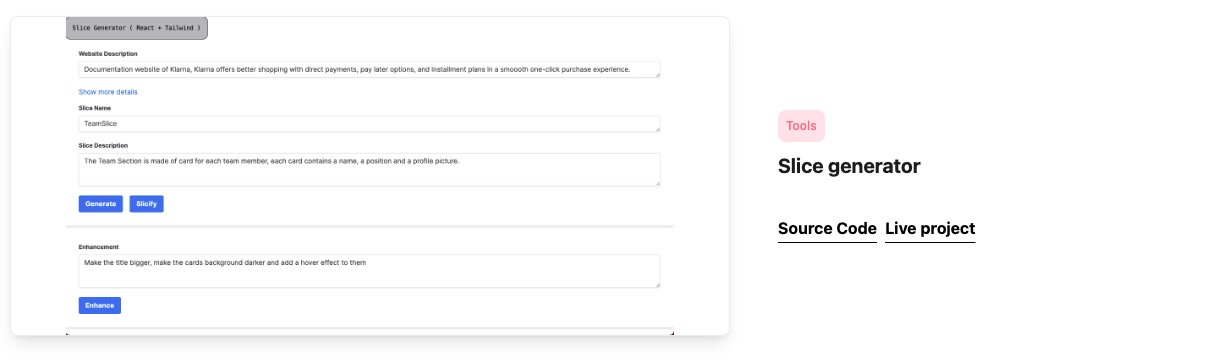 Slice Generator ( React + Tailwind )
Website Description
Documentation website of Klarna, Klarna offers better shopping with direct payments, pay later options, and installment plans in a smoooth one-click purchase experience.
Show more details
Slice Name
TeamSlice
Slice Description
The Team Section is made of card for each team member, each card contains a name, a position and a profile picture.
Generate Slicify
Enhancement
Make the title bigger, make the cards background darker and add a hover effect to them
Enhance
Tools
Slice generator
Source Code Live project